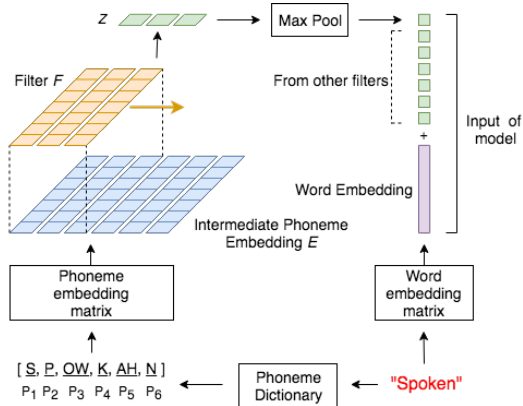 Z
Max Pool
Filter F
From other filters
Input of
model
+
Word Embedding
Intermediate Phoneme
Embedding E
Phoneme
embedding
matrix
Word
embedding
matrix
[ S, P, OW, K, AH, N ]
P1 P2 P3 P4 P5 P6
Phoneme
Dictionary
"Spoken"